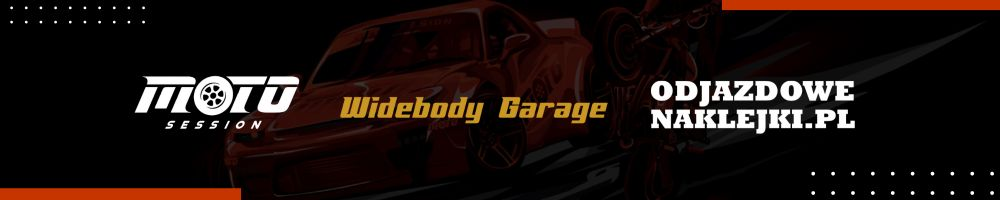 MOTO
SESSION
Widebody Garage
ODJAZDOWE
NAKLEJKI.PL